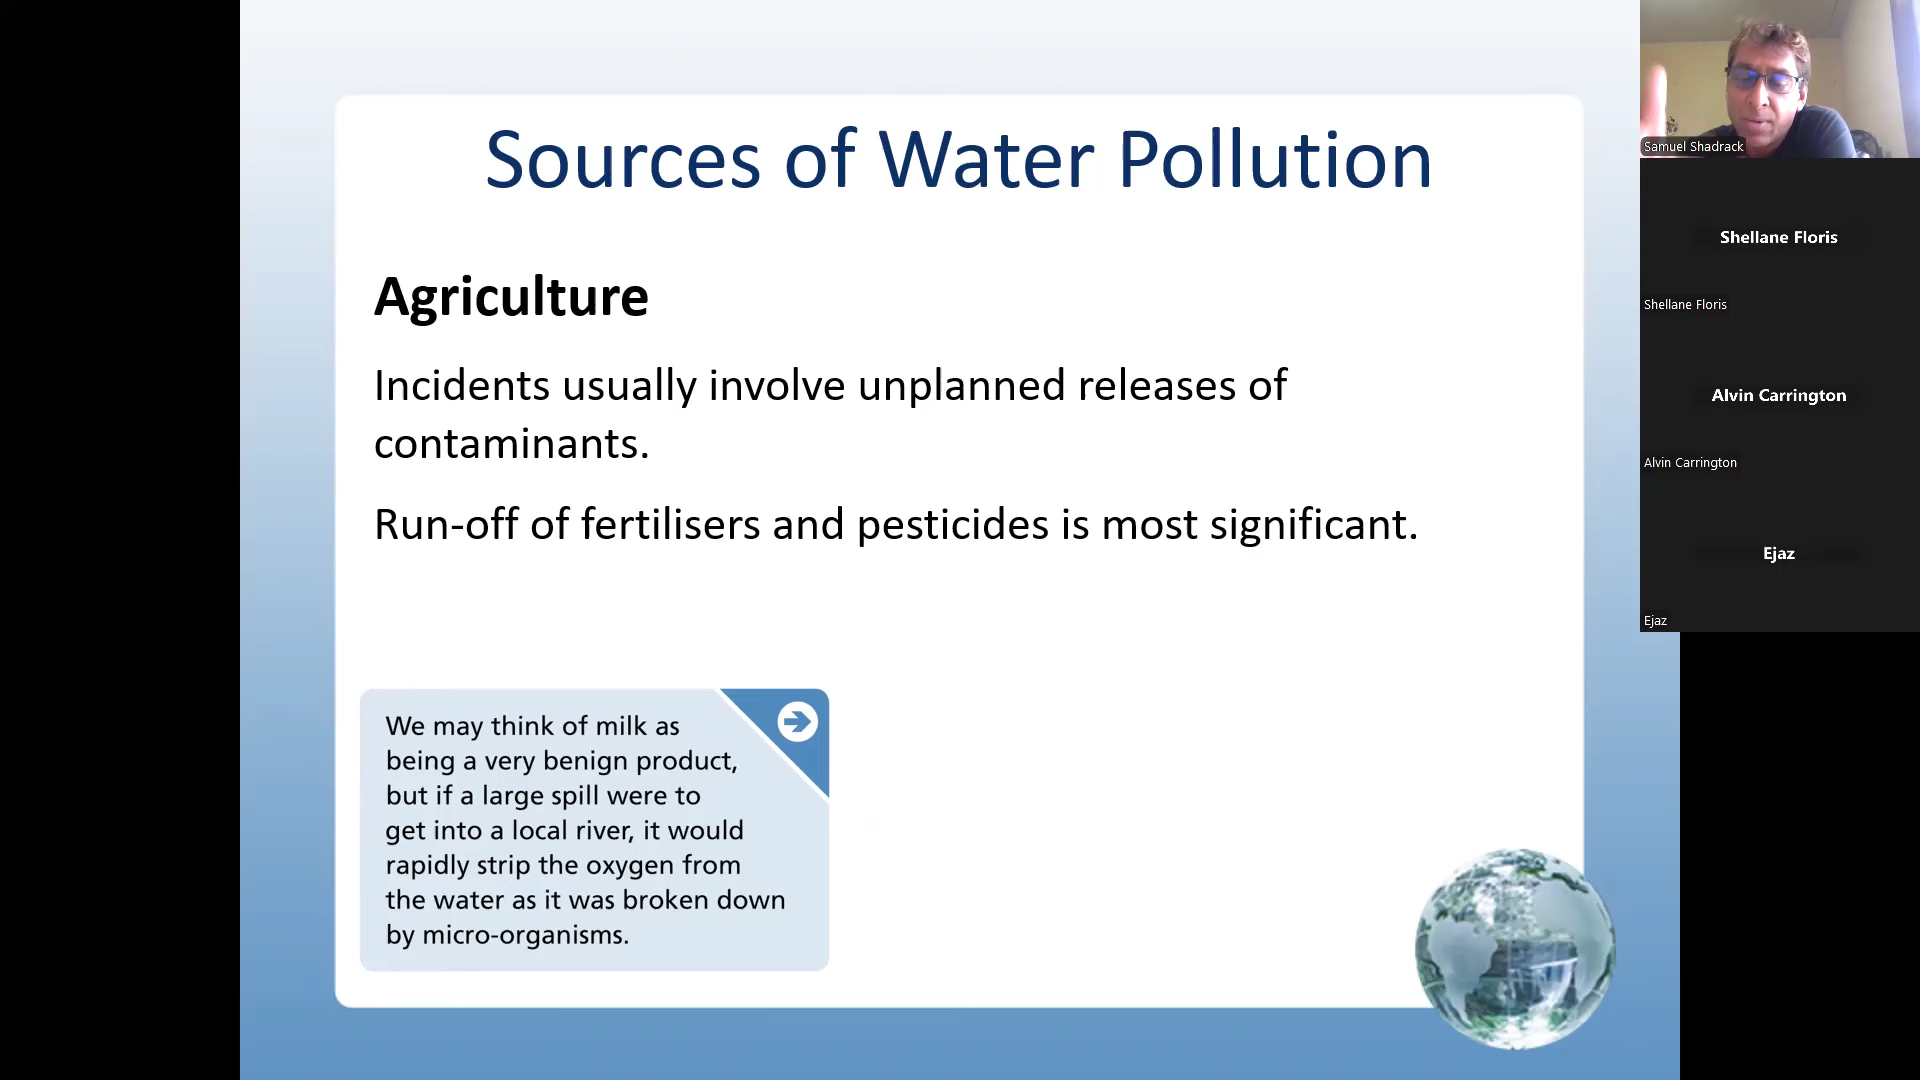 Sources of Water Pollution
Agriculture
Incidents usually involve unplanned releases of
contaminants.
Run-off of fertilisers and pesticides is most significant.
We may think of milk as
being a very benign product,
but if a large spill were to
get into a local river, it would
rapidly strip the oxygen from
the water as it was broken down
by micro-organisms.
Samuel Shadrack
Shellane Floris
Shellane Floris
Alvin Carrington
Alvin Carrington
Ejaz
Ejaz